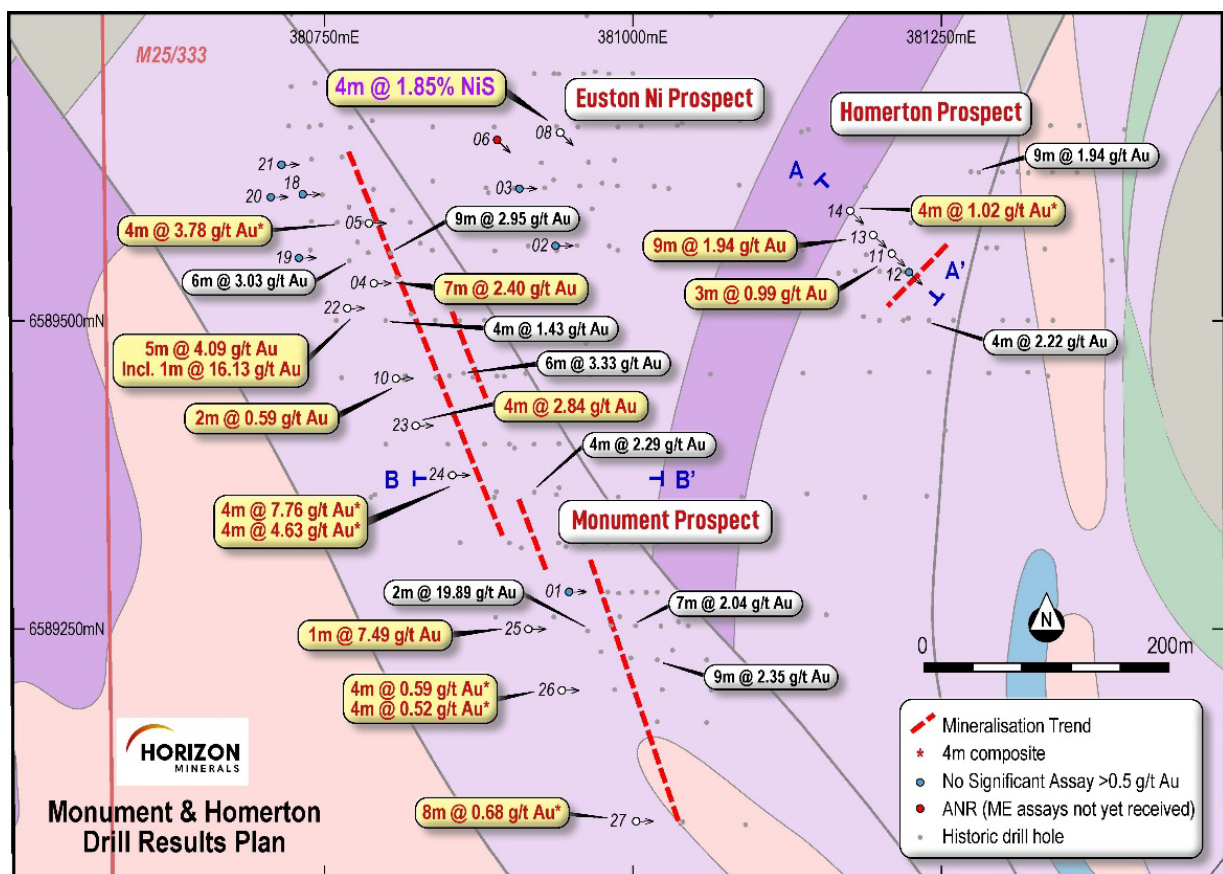 380750mE
381000mE
381250mE
M25/333
4m @ 1.85% NiS
Euston Ni Prospect
Homerton Prospect
08
06
9m @ 1.94 g/t Au
21
A
20
18
03
14
4m @ 1.02 g/t Au*
4m @ 3.78 g/t Au*
05
9m @ 2.95 g/t Au
13
9m @ 1.94 g/t Au
02
11
19
12
A'
6m @ 3.03 g/t Au
04
7m @ 2.40 g/t Au
3m @ 0.99 g/t Au
22
6589500mN
4m @ 1.43 g/t Au
4m @ 2.22 g/t Au
5m @ 4.09 g/t Au
Incl. 1m @ 16.13 g/t Au
6m @ 3.33 g/t Au
10
2m @ 0.59 g/t Au
4m @ 2.84 g/t Au
23
4m @ 2.29 g/t Au
B
24
B'
4m @ 7.76 g/t Au*
4m @ 4.63 g/t Au*
Monument Prospect
2m @ 19.89 g/t Au
01
7m @ 2.04 g/t Au
6589250mN
1m @ 7.49 g/t Au
25
N
0
200m
9m @ 2.35 g/t Au
4m @ 0.59 g/t Au*
4m @ 0.52 g/t Au*
26
HORIZON
MINERALS
Monument & Homerton
Drill Results Plan
8m @ 0.68 g/t Au*
27
Mineralisation Trend
* 4m composite
No Significant Assay >0.5 g/t Au
ANR (ME assays not yet received)
Historic drill hole